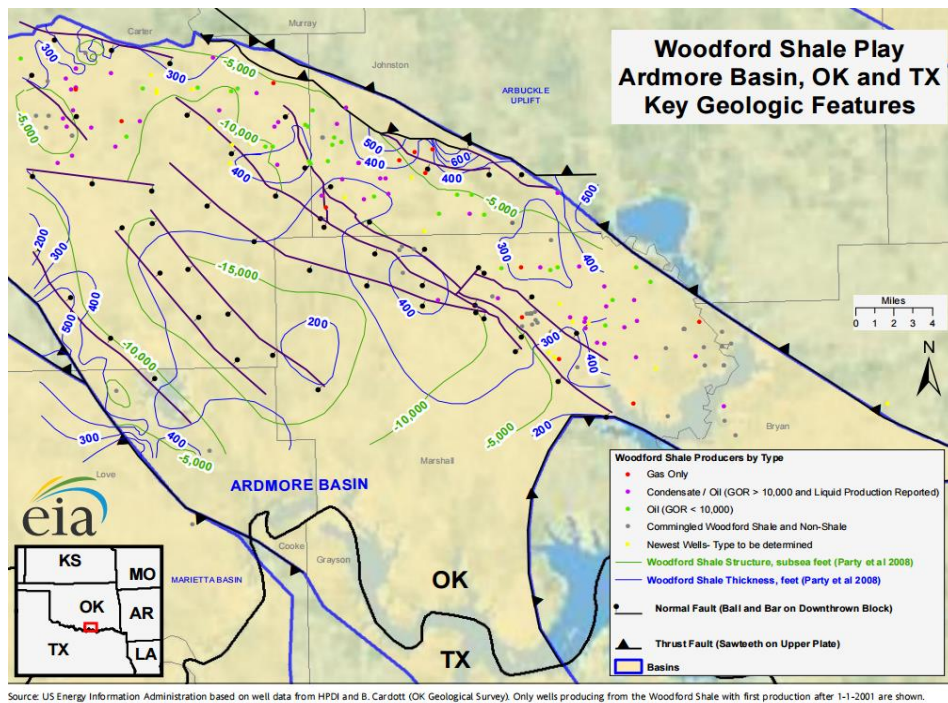 Woodford Shale Play
Ardmore Basin, OK and TX
Key Geologic Features
Carter
Murray
Johnston
ARBUCKLE
UPLIFT
300
300
-5,000
-5,000
-10,000
400
500
400
600
400
-5,000
500
200
300
400
500
-15,000
300
400
400
200
300
400
-10,000
-10,000
-5,000
200
300
400
-5,000
Miles
0 1 2 3 4
N
Bryan
Marshall
Love
ARDMORE BASIN
Cooke
Grayson
MARIETTA BASIN
OK
TX
eia
KS
MO
OK
AR
TX
LA
Woodford Shale Producers by Type
Gas Only
Condensate / Oil (GOR > 10,000 and Liquid Production Reported)
Oil (GOR < 10,000)
Commingled Woodford Shale and Non-Shale
Newest Wells- Type to be determined
Woodford Shale Structure, subsea feet (Party et al 2008)
Woodford Shale Thickness, feet (Party et al 2008)
Normal Fault (Ball and Bar on Downthrown Block)
Thrust Fault (Sawteeth on Upper Plate)
Basins
Source: US Energy Information Administration based on well data from HPDI and B. Cardott (OK Geological Survey). Only wells producing from the Woodford Shale with first production after 1-1-2001 are shown.